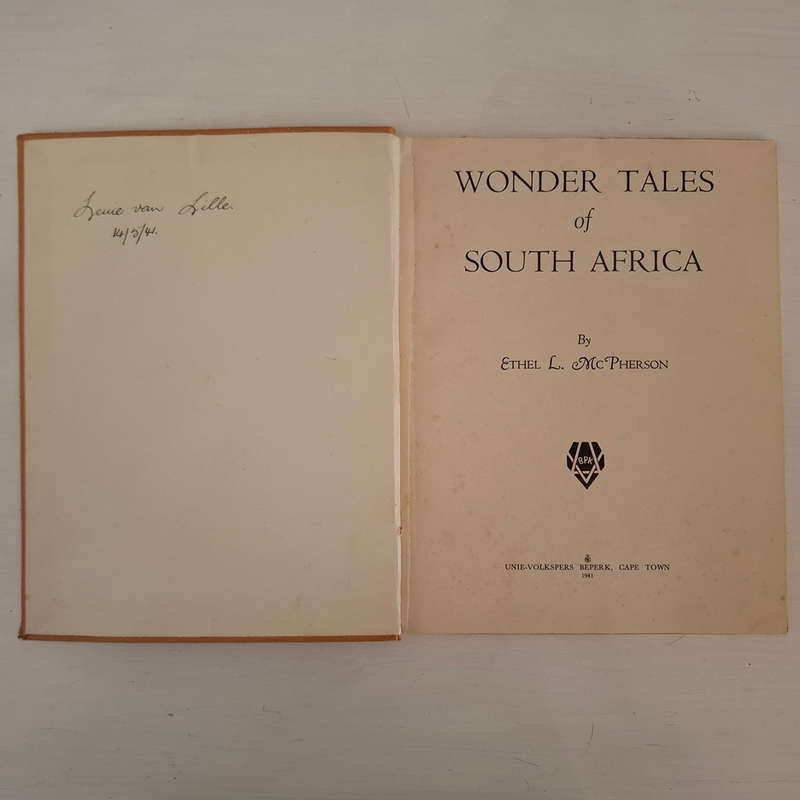 Lenie van Lille.
14/3/41.
WONDER TALES
of
SOUTH AFRICA
By
ETHEL L. MCPHERSON
BPK
UNIE-VOLKSPERS BEPERK, CAPE TOWN
1941